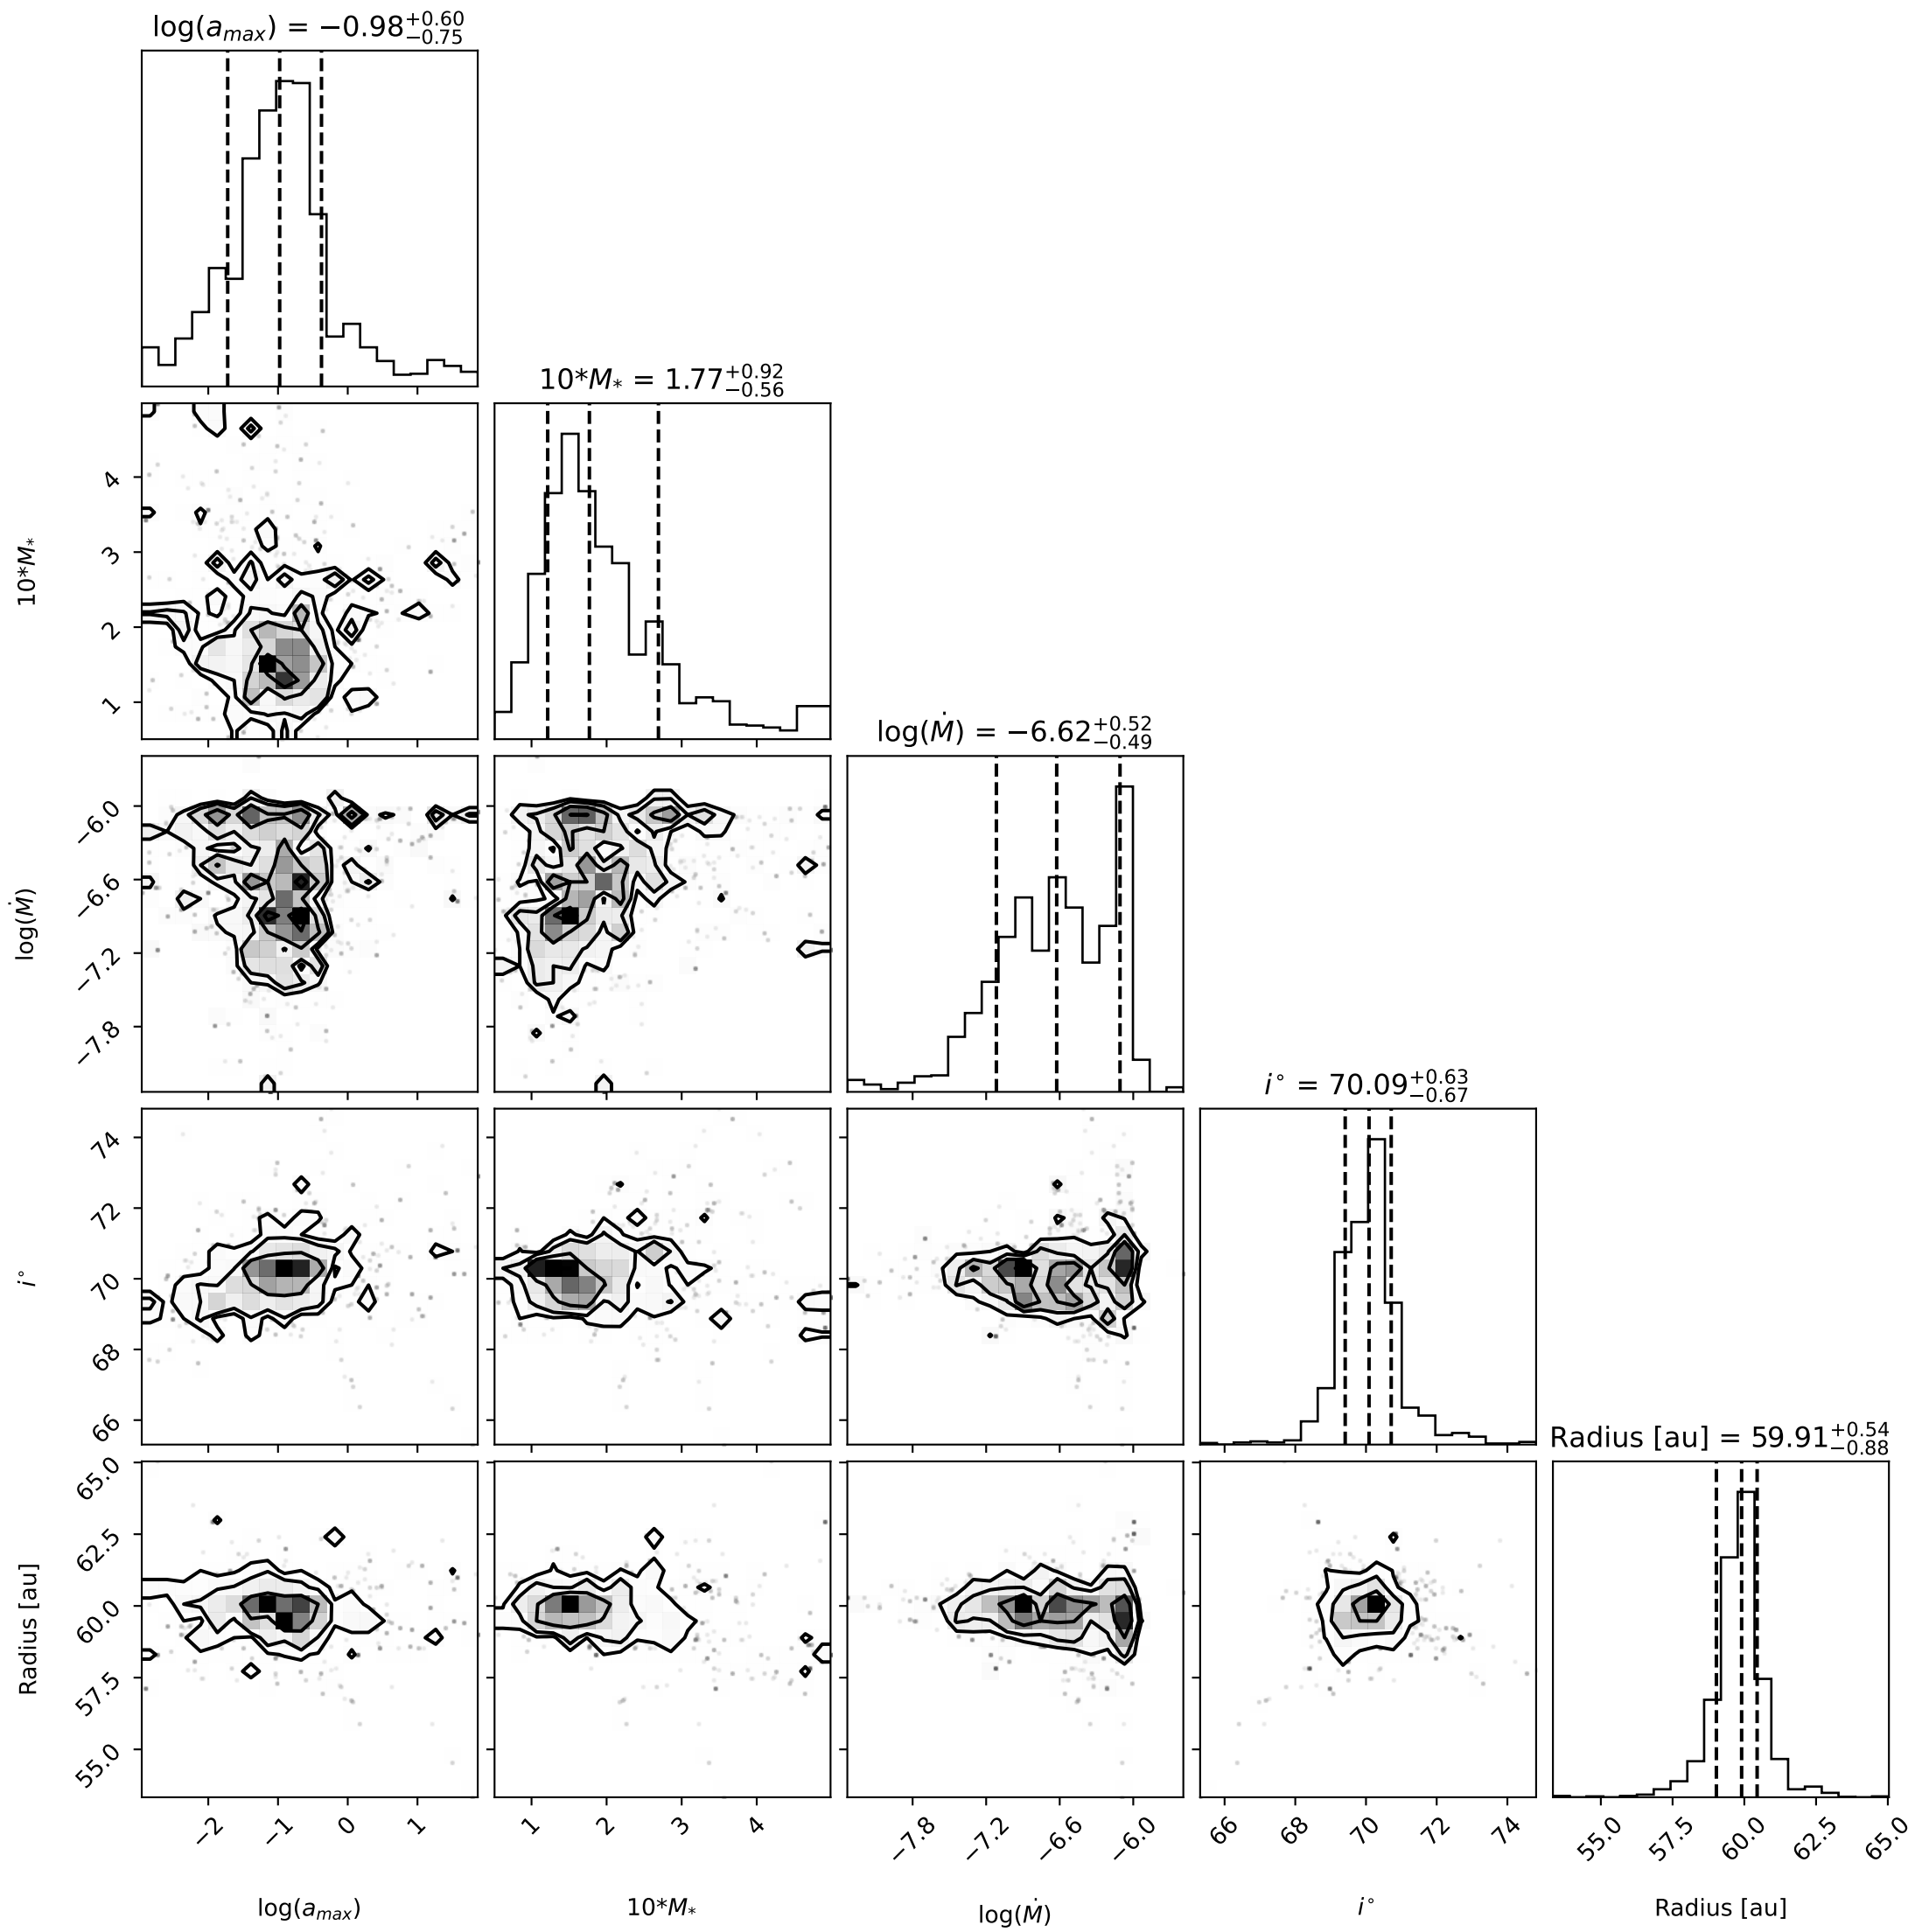 log(a_max) = −0.98 +0.60 −0.75
10*M_* = 1.77 +0.92 −0.56
10*M_*
4
3
2
1
log(Ṁ) = −6.62 +0.52 −0.49
log(Ṁ)
−6.0
−6.6
−7.2
−7.8
i° = 70.09 +0.63 −0.67
i°
74
72
70
68
66
Radius [au] = 59.91 +0.54 −0.88
Radius [au]
65.0
62.5
60.0
57.5
55.0
−2 −1 0 1
1 2 3 4
−7.8 −7.2 −6.6 −6.0
66 68 70 72 74
55.0 57.5 60.0 62.5 65.0
log(a_max)
10*M_*
log(Ṁ)
i°
Radius [au]